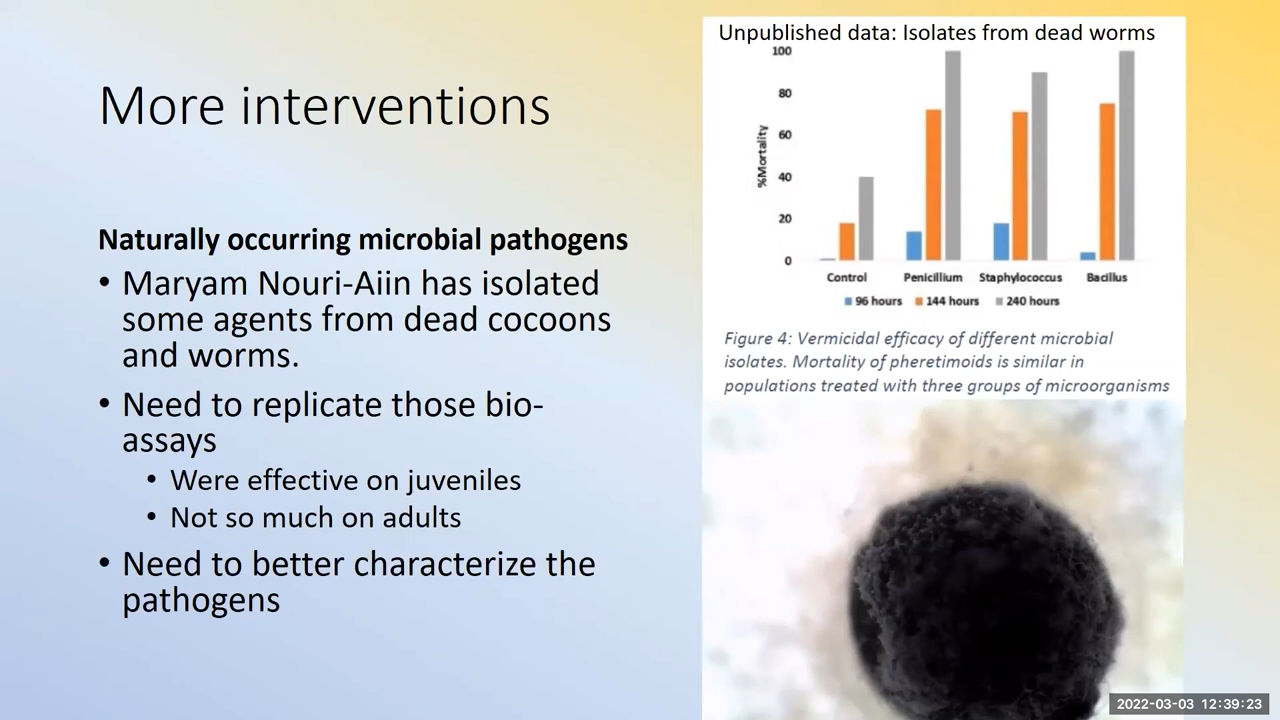 More interventions
Naturally occurring microbial pathogens
• Maryam Nouri-Aiin has isolated
some agents from dead cocoons
and worms.
• Need to replicate those bio-
assays
• Were effective on juveniles
• Not so much on adults
• Need to better characterize the
pathogens
Unpublished data: Isolates from dead worms
100
80
60
40
20
0
%Mortality
Control Penicillium Staphylococcus Bacillus
96 hours 144 hours 240 hours
Figure 4: Vermicidal efficacy of different microbial
isolates. Mortality of pheretimoids is similar in
populations treated with three groups of microorganisms
2022-03-03 12:39:23